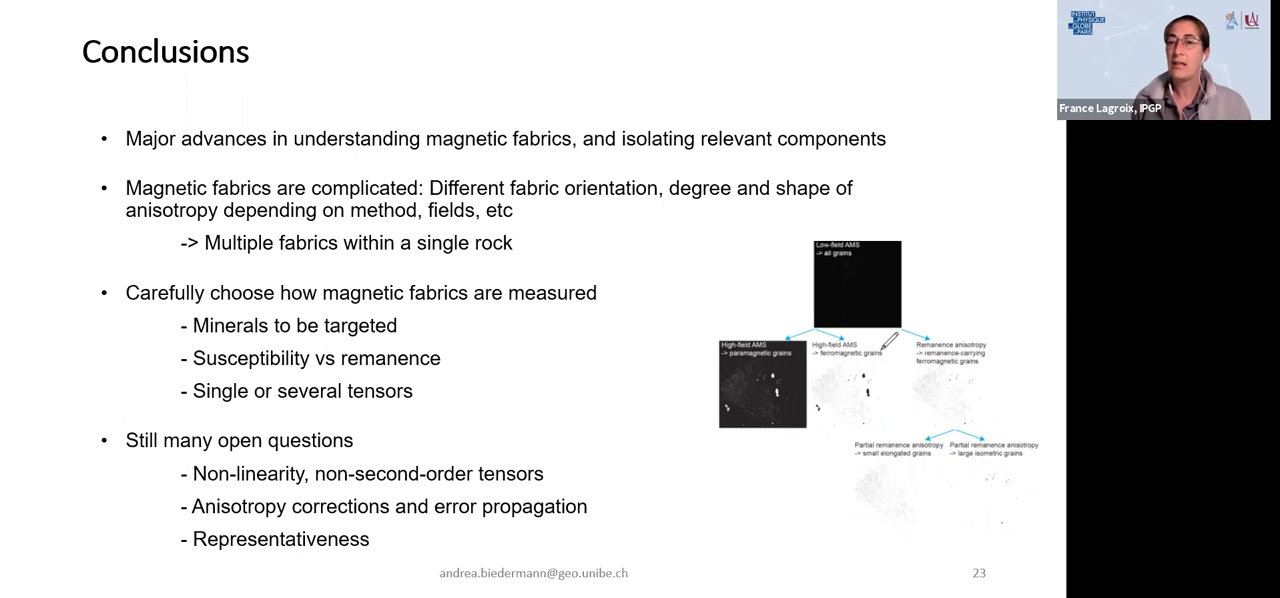 Conclusions
• Major advances in understanding magnetic fabrics, and isolating relevant components
• Magnetic fabrics are complicated: Different fabric orientation, degree and shape of
anisotropy depending on method, fields, etc
-> Multiple fabrics within a single rock
• Carefully choose how magnetic fabrics are measured
- Minerals to be targeted
- Susceptibility vs remanence
- Single or several tensors
• Still many open questions
- Non-linearity, non-second-order tensors
- Anisotropy corrections and error propagation
- Representativeness
Low-field AMS
-> all grains
High-field AMS
-> paramagnetic grains
High-field AMS
-> ferromagnetic grains
Remanence anisotropy
-> remanence-carrying
ferromagnetic grains
Partial remanence anisotropy
-> small elongated grains
Partial remanence anisotropy
-> large isometric grains
andrea.biedermann@geo.unibe.ch
23
INSTITUT
PHYSIQUE
GLOBE
PARIS
France Lagroix, IPGP